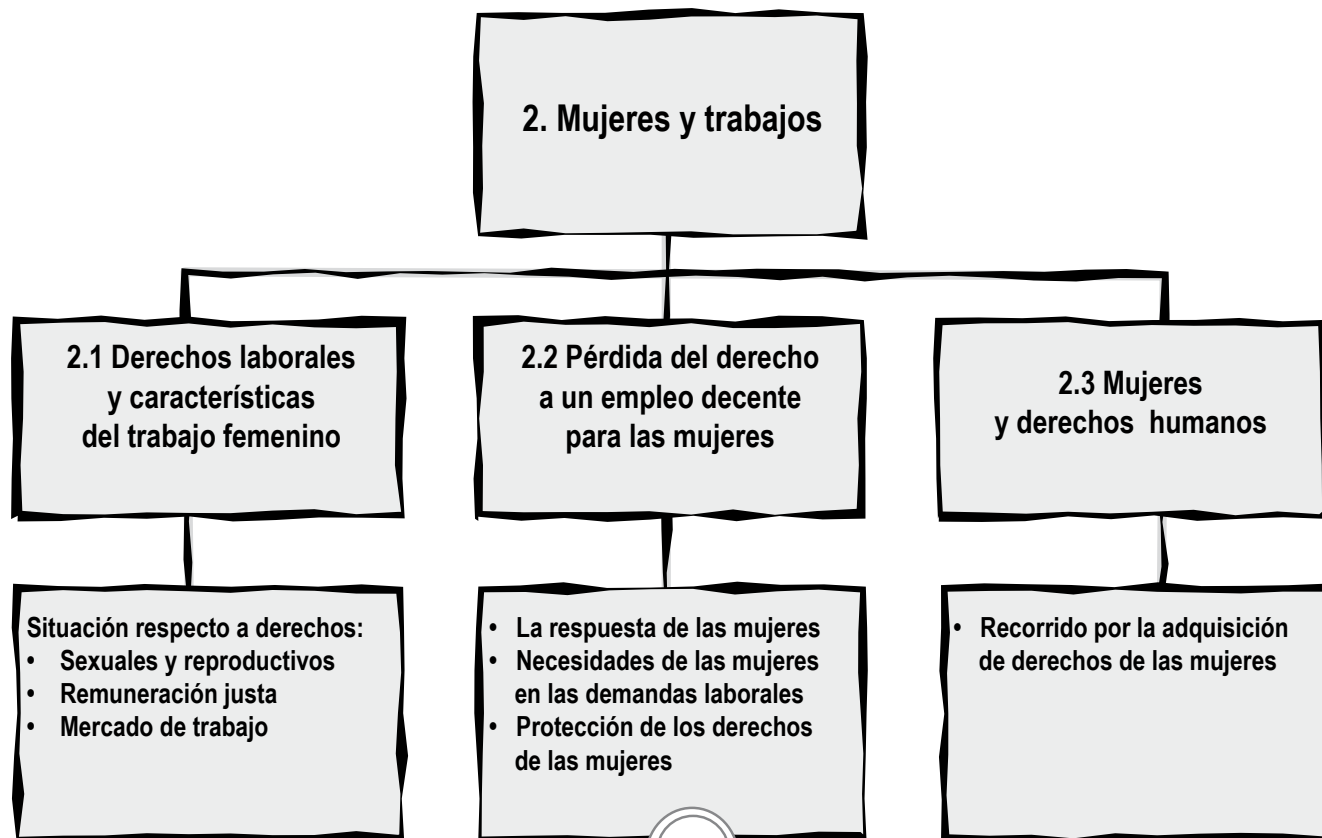 2. Mujeres y trabajos
2.1 Derechos laborales
y características
del trabajo femenino
2.2 Pérdida del derecho
a un empleo decente
para las mujeres
2.3 Mujeres
y derechos humanos
Situación respecto a derechos:
• Sexuales y reproductivos
• Remuneración justa
• Mercado de trabajo
• La respuesta de las mujeres
• Necesidades de las mujeres
en las demandas laborales
• Protección de los derechos
de las mujeres
• Recorrido por la adquisición
de derechos de las mujeres